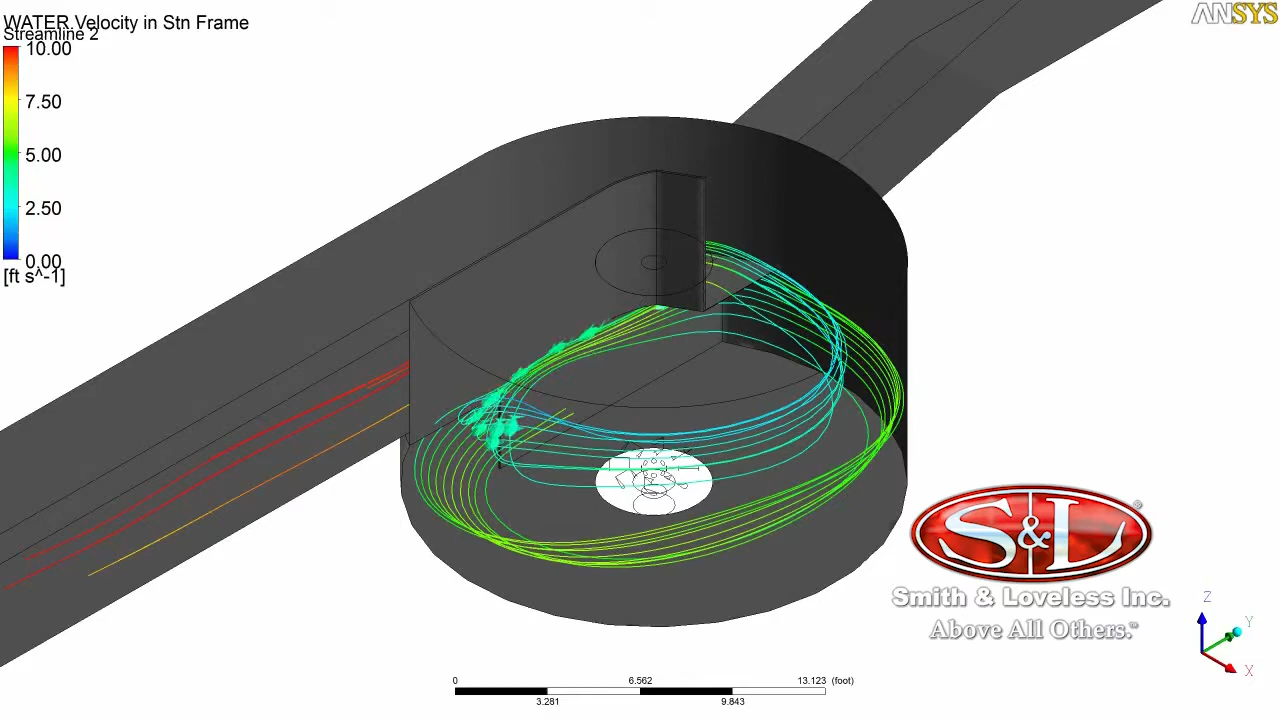 WATER Velocity in Stn Frame
Streamline 2
ANSYS
10.00
7.50
5.00
2.50
0.00
[ft s^-1]
S&L®
Smith & Loveless Inc.
Above All Others.™
Z
Y
X
0 6.562 13.123 (foot)
3.281 9.843